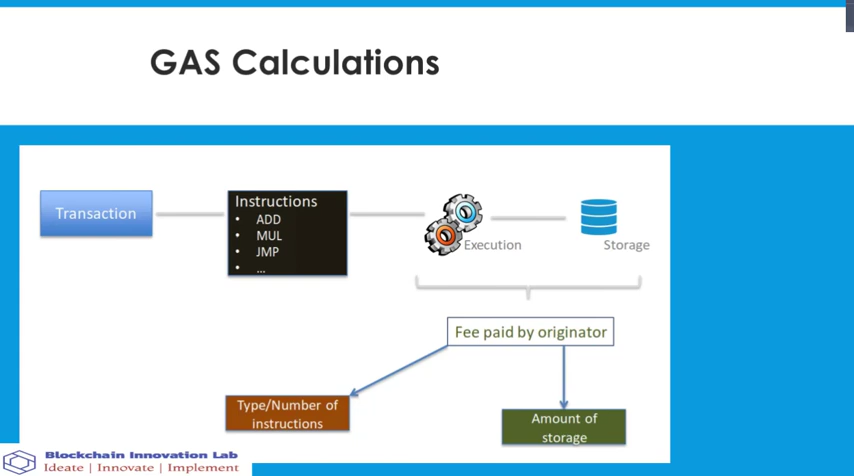 GAS Calculations
Transaction
Instructions
• ADD
• MUL
• JMP
• ...
Execution
Storage
Fee paid by originator
Type/Number of
instructions
Amount of
storage
Blockchain Innovation Lab
Ideate | Innovate | Implement